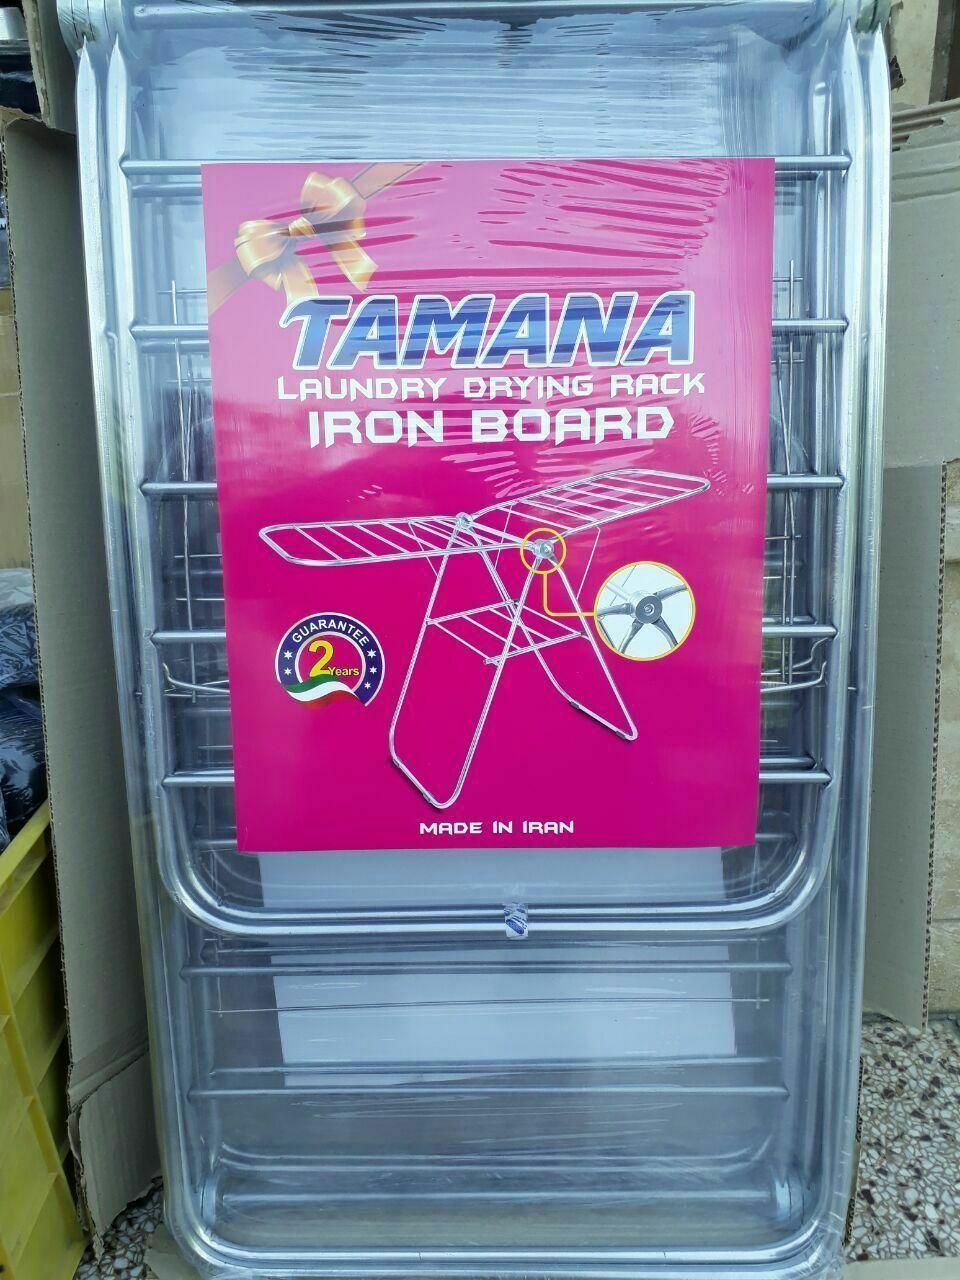 TAMANA
LAUNDRY DRYING RACK
IRON BOARD
GUARANTEE
2
Years
MADE IN IRAN